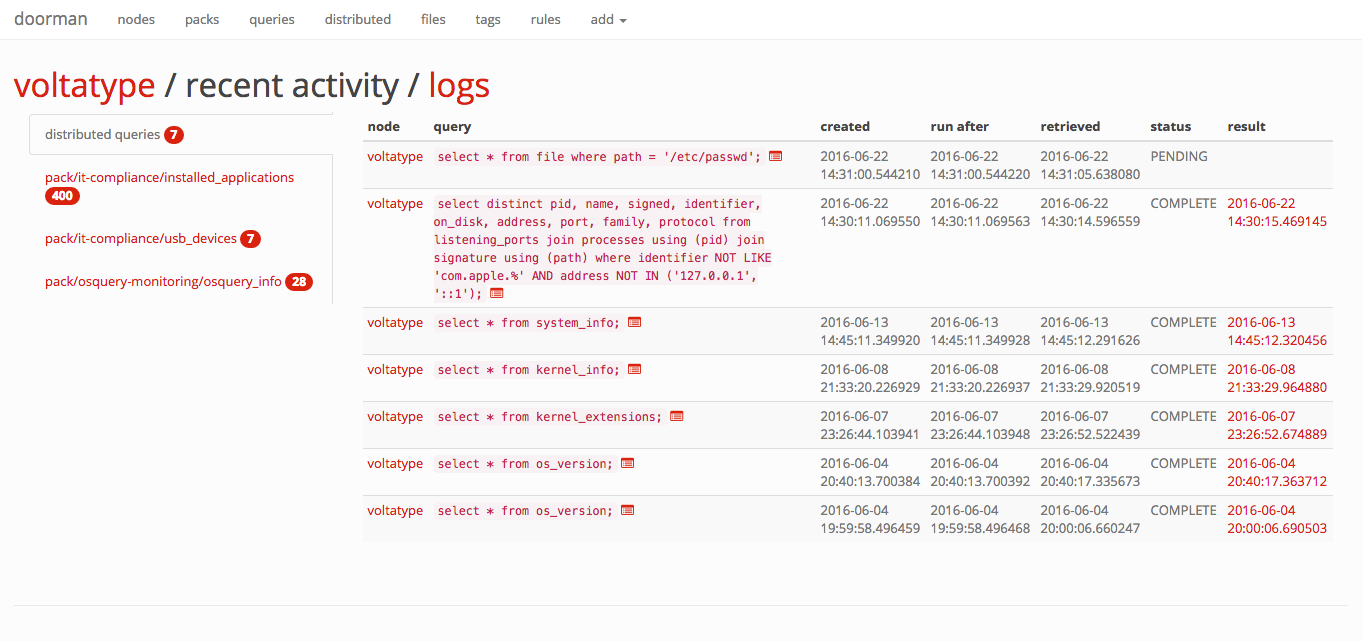 doorman nodes packs queries distributed files tags rules add
voltatype / recent activity / logs
distributed queries 7
pack/it-compliance/installed_applications
400
pack/it-compliance/usb_devices 7
pack/osquery-monitoring/osquery_info 28
node query created run after retrieved status result
voltatype select * from file where path = '/etc/passwd'; 2016-06-22 2016-06-22 2016-06-22 PENDING
14:31:00.544210 14:31:00.544220 14:31:05.638080
voltatype select distinct pid, name, signed, identifier, 2016-06-22 2016-06-22 2016-06-22 COMPLETE 2016-06-22
on_disk, address, port, family, protocol from 14:30:11.069550 14:30:11.069563 14:30:14.596559 14:30:15.469145
listening_ports join processes using (pid) join
signature using (path) where identifier NOT LIKE
'com.apple.%' AND address NOT IN ('127.0.0.1',
'::1');
voltatype select * from system_info; 2016-06-13 2016-06-13 2016-06-13 COMPLETE 2016-06-13
14:45:11.349920 14:45:11.349928 14:45:12.291626 14:45:12.320456
voltatype select * from kernel_info; 2016-06-08 2016-06-08 2016-06-08 COMPLETE 2016-06-08
21:33:20.226929 21:33:20.226937 21:33:29.920519 21:33:29.964880
voltatype select * from kernel_extensions; 2016-06-07 2016-06-07 2016-06-07 COMPLETE 2016-06-07
23:26:44.103941 23:26:44.103948 23:26:52.522439 23:26:52.674889
voltatype select * from os_version; 2016-06-04 2016-06-04 2016-06-04 COMPLETE 2016-06-04
20:40:13.700384 20:40:13.700392 20:40:17.335673 20:40:17.363712
voltatype select * from os_version; 2016-06-04 2016-06-04 2016-06-04 COMPLETE 2016-06-04
19:59:58.496459 19:59:58.496468 20:00:06.660247 20:00:06.690503